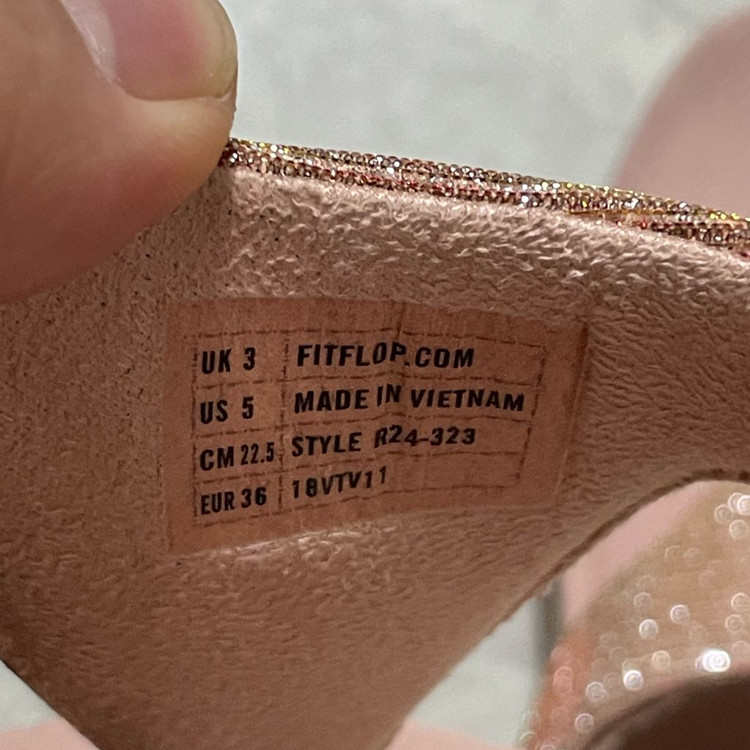 UK 3 FITFLOP.COM
US 5 MADE IN VIETNAM
CM 22.5 STYLE R24-323
EUR 36 18VTV11